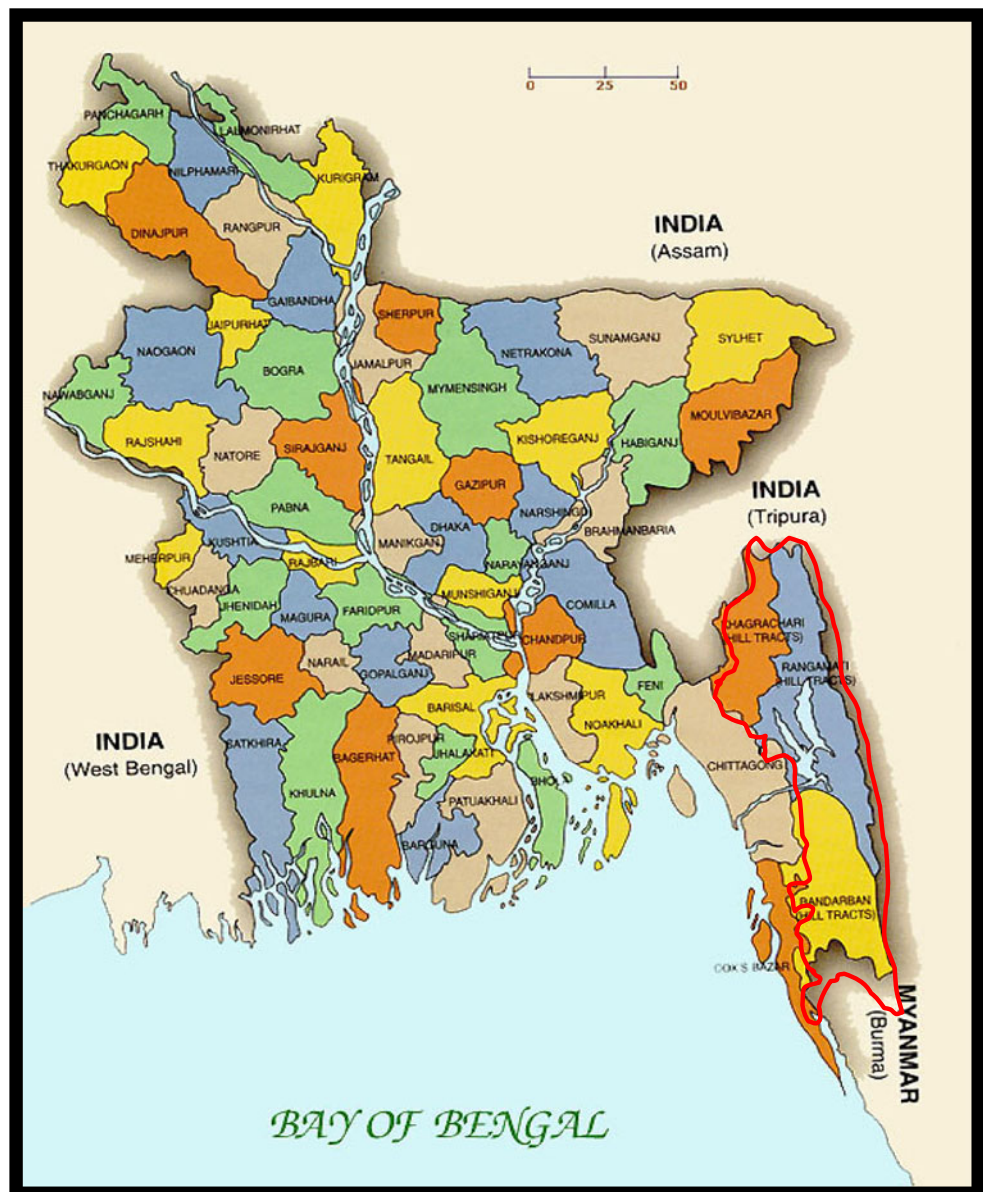 0 25 50
PANCHAGARH
LALMONIRHAT
THAKURGAON
NILPHAMARI
KURIGRAM
DINAJPUR
RANGPUR
INDIA
(Assam)
GAIBANDHA
SHERPUR
JAIPURHAT
NAOGAON
BOGRA
JAMALPUR
MYMENSINGH
NETRAKONA
SUNAMGANJ
SYLHET
NAWABGANJ
RAJSHAHI
NATORE
SIRAJGANJ
TANGAIL
KISHOREGANJ
HABIGANJ
MOULVIBAZAR
GAZIPUR
INDIA
(Tripura)
PABNA
DHAKA
NARSHINGDI
BRAHMANBARIA
KUSHTIA
MANIKGANJ
MEHERPUR
RAJBARI
NARAYANGANJ
CHUADANGA
JHENIDAH
MAGURA
FARIDPUR
MUNSHIGANJ
COMILLA
SHARIATPUR
CHANDPUR
KHAGRACHARI
(HILL TRACTS)
JESSORE
NARAIL
GOPALGANJ
MADARIPUR
RANGAMATI
(HILL TRACTS)
FENI
LAKSHMIPUR
BARISAL
NOAKHALI
INDIA
(West Bengal)
SATKHIRA
BAGERHAT
PIROJPUR
JHALAKATI
KHULNA
CHITTAGONG
BHOL
PATUAKHALI
BARGUNA
BANDARBAN
(HILL TRACTS)
COX'S BAZAR
MYANMAR
(Burma)
BAY OF BENGAL